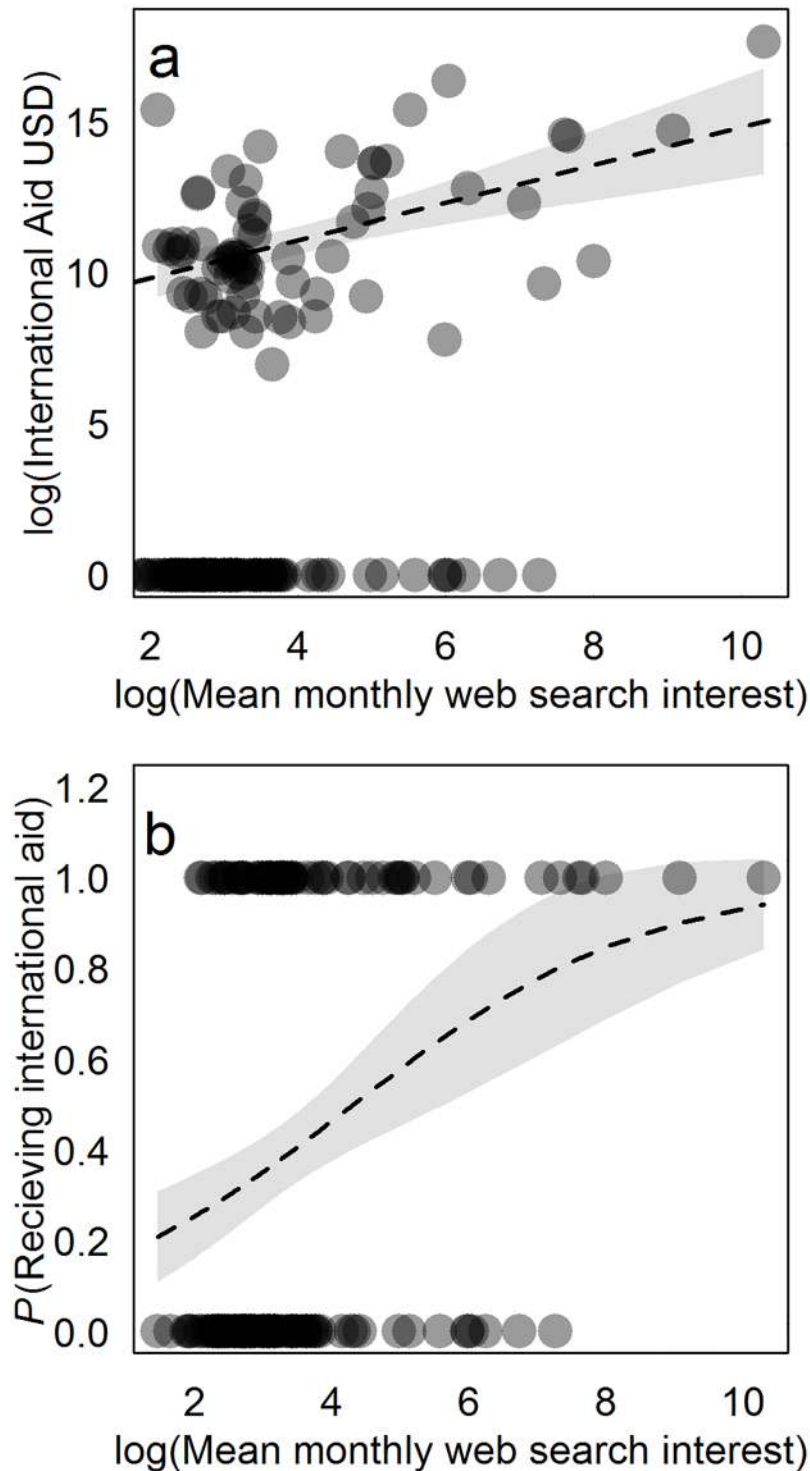 a
log(International Aid USD)
15
10
5
0
2 4 6 8 10
log(Mean monthly web search interest)
b
P(Recieving international aid)
1.2
1.0
0.8
0.6
0.4
0.2
0.0
2 4 6 8 10
log(Mean monthly web search interest)